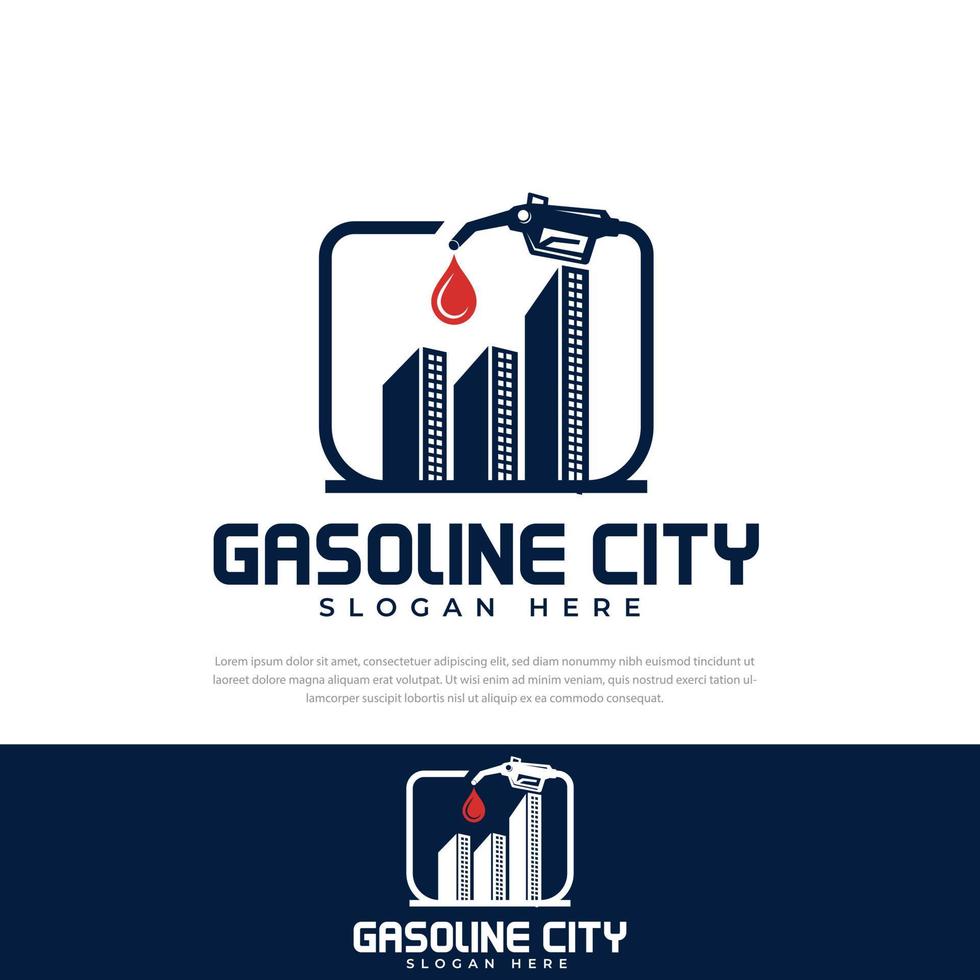 GASOLINE CITY
SLOGAN HERE
Lorem ipsum dolor sit amet, consectetuer adipiscing elit, sed diam nonummy nibh euismod tincidunt ut
laoreet dolore magna aliquam erat volutpat. Ut wisi enim ad minim veniam, quis nostrud exerci tation ul-
lamcorper suscipit lobortis nisl ut aliquip ex ea commodo consequat.
GASOLINE CITY
SLOGAN HERE